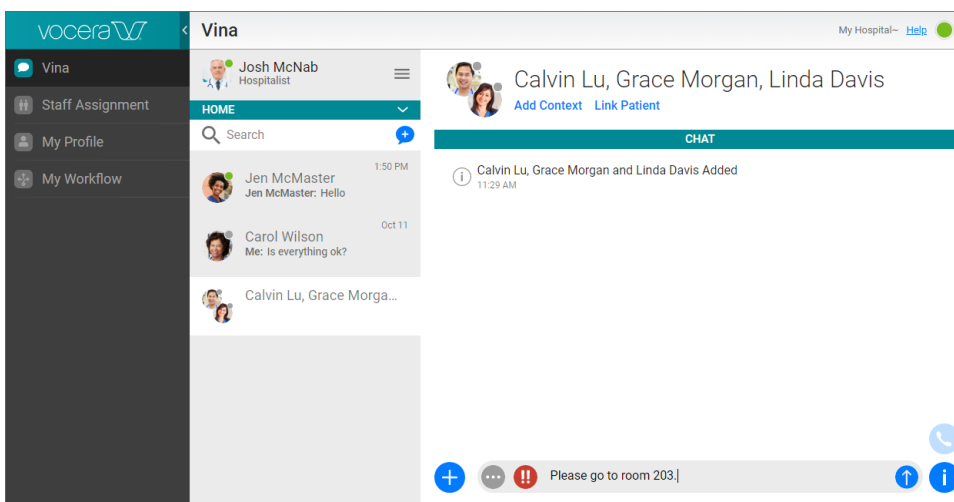 vocera
Vina
My Hospital~ Help
Vina
Staff Assignment
My Profile
My Workflow
Josh McNab
Hospitalist
HOME
Search
1:50 PM
Jen McMaster
Jen McMaster: Hello
Oct 11
Carol Wilson
Me: Is everything ok?
Calvin Lu, Grace Morga...
Calvin Lu, Grace Morgan, Linda Davis
Add Context Link Patient
CHAT
Calvin Lu, Grace Morgan and Linda Davis Added
11:29 AM
Please go to room 203.